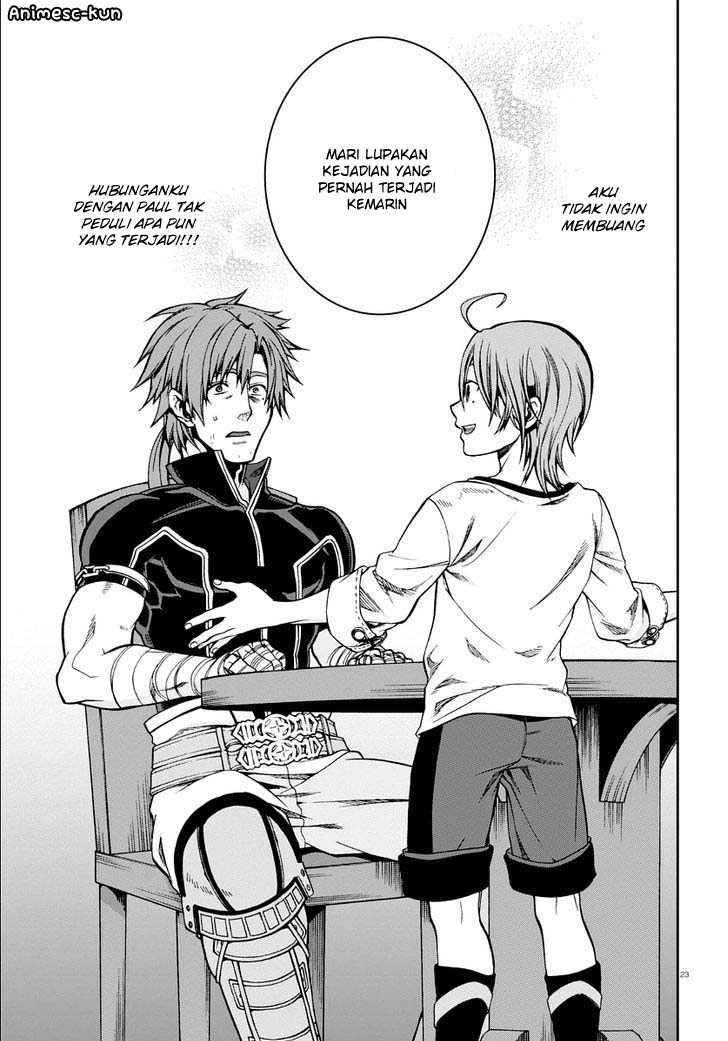 Animesc-kun
AKU
TIDAK INGIN
MEMBUANG
MARI LUPAKAN
KEJADIAN YANG
PERNAH TERJADI
KEMARIN
HUBUNGANKU
DENGAN PAUL TAK
PEDULI APA PUN
YANG TERJADI!!!
23